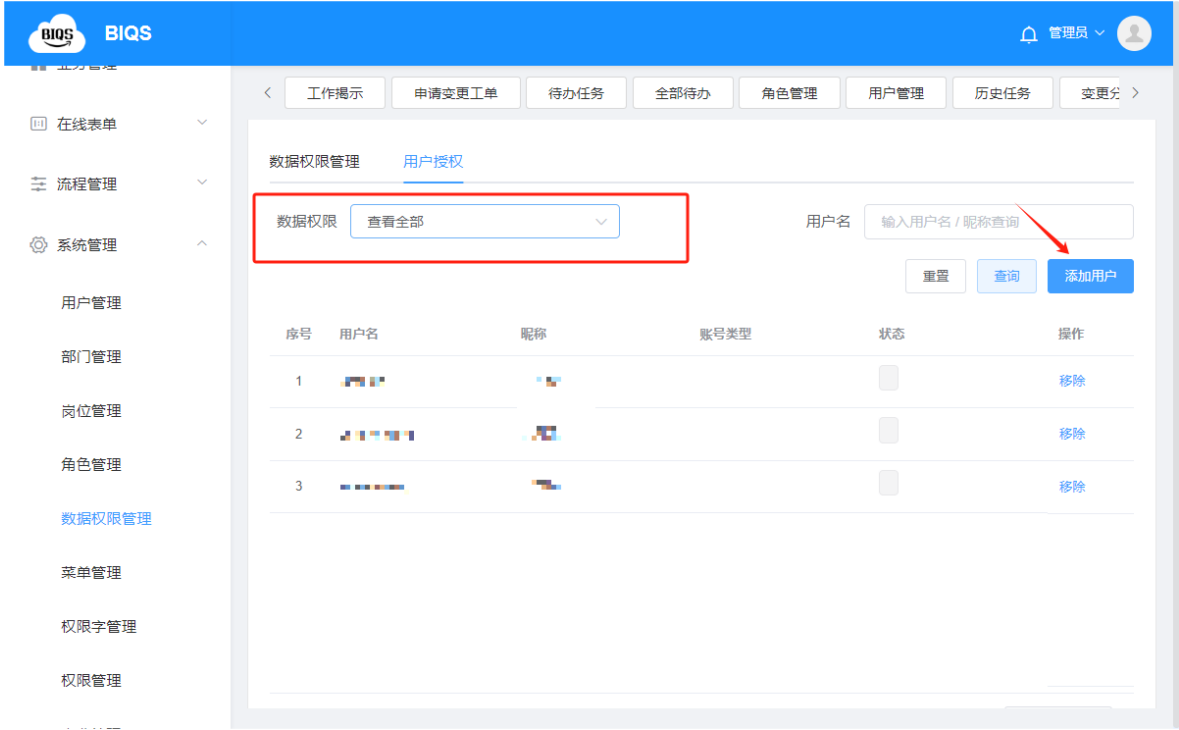 BIQS
BIQS
管理员
工作揭示
申请变更工单
待办任务
全部待办
角色管理
用户管理
历史任务
变更分
在线表单
流程管理
系统管理
用户管理
部门管理
岗位管理
角色管理
数据权限管理
菜单管理
权限字管理
权限管理
数据权限管理
用户授权
数据权限
查看全部
用户名
输入用户名 / 昵称查询
重置
查询
添加用户
序号 用户名 昵称 账号类型 状态 操作
1 移除
2 移除
3 移除